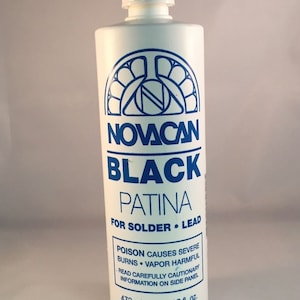 NOVACAN
BLACK
PATINA
FOR SOLDER • LEAD
POISON CAUSES SEVERE
BURNS • VAPOR HARMFUL
READ CAREFULLY CAUTIONARY
INFORMATION ON SIDE PANEL